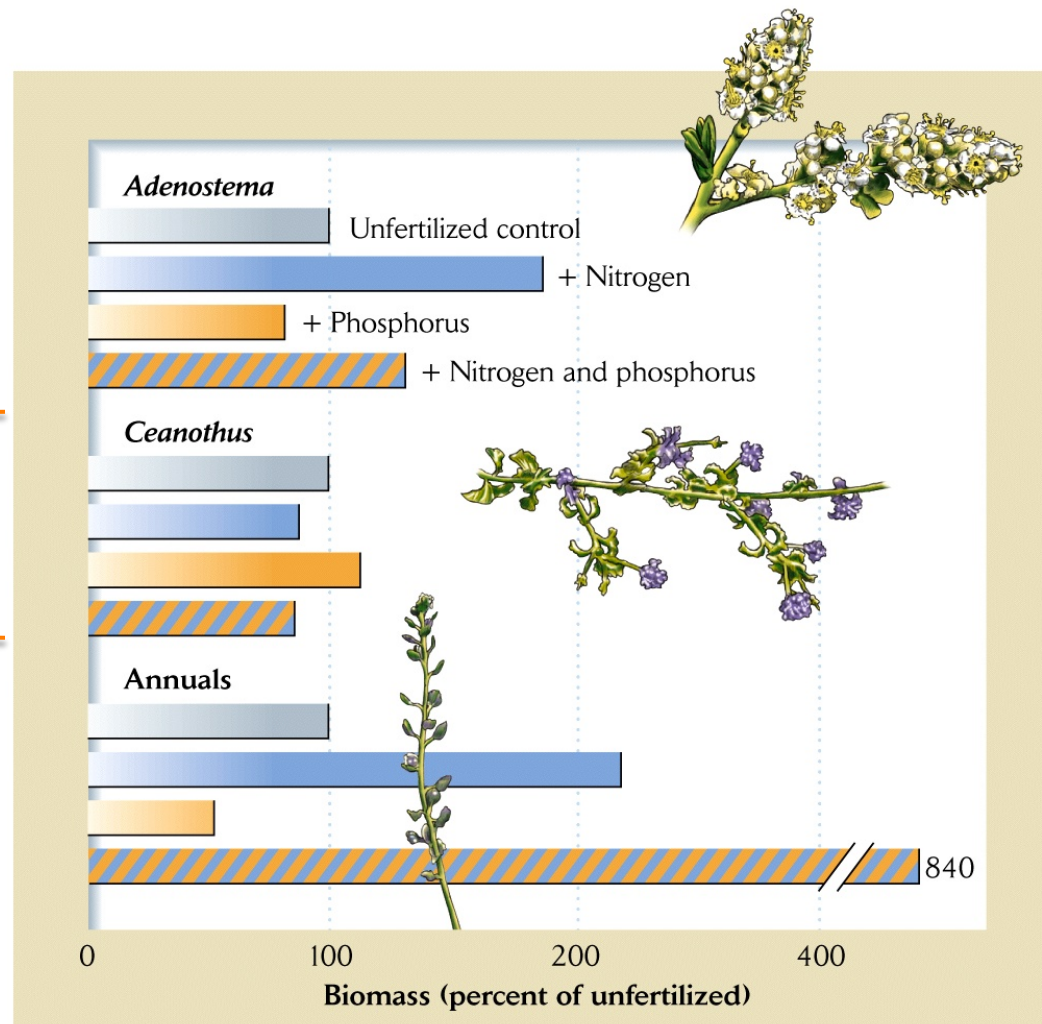 Adenostema
Unfertilized control
+ Nitrogen
+ Phosphorus
+ Nitrogen and phosphorus
Ceanothus
Annuals
840
0 100 200 400
Biomass (percent of unfertilized)